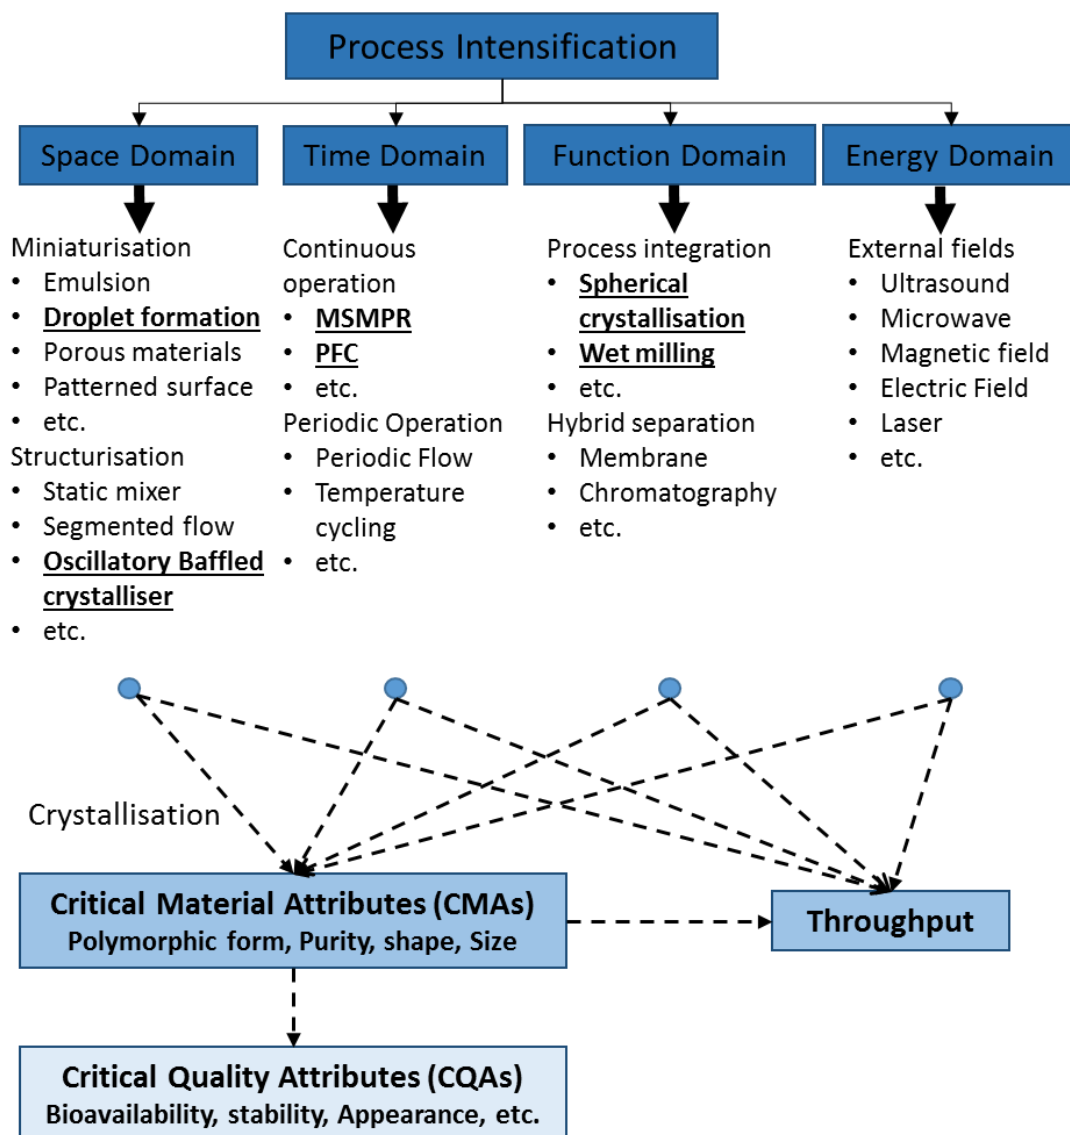 Process Intensification
Space Domain
Time Domain
Function Domain
Energy Domain
Miniaturisation
• Emulsion
• Droplet formation
• Porous materials
• Patterned surface
• etc.
Structurisation
• Static mixer
• Segmented flow
• Oscillatory Baffled
crystalliser
• etc.
Continuous
operation
• MSMPR
• PFC
• etc.
Periodic Operation
• Periodic Flow
• Temperature
cycling
• etc.
Process integration
• Spherical
crystallisation
• Wet milling
• etc.
Hybrid separation
• Membrane
• Chromatography
• etc.
External fields
• Ultrasound
• Microwave
• Magnetic field
• Electric Field
• Laser
• etc.
Crystallisation
Critical Material Attributes (CMAs)
Polymorphic form, Purity, shape, Size
Throughput
Critical Quality Attributes (CQAs)
Bioavailability, stability, Appearance, etc.